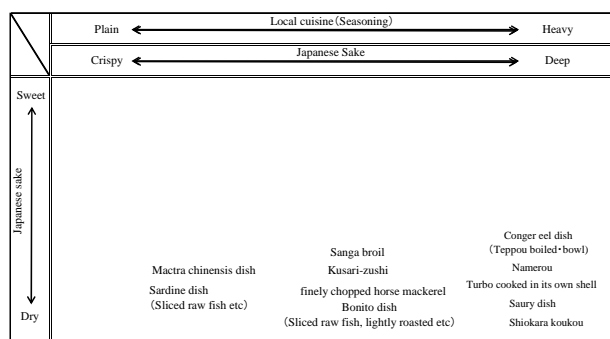 Local cuisine(Seasoning)
Plain
Heavy
Japanese Sake
Crispy
Deep
Sweet
Japanese sake
Dry
Mactra chinensis dish
Sardine dish
(Sliced raw fish etc)
Sanga broil
Kusari-zushi
finely chopped horse mackerel
Bonito dish
(Sliced raw fish, lightly roasted etc)
Conger eel dish
(Teppou boiled・bowl)
Namerou
Turbo cooked in its own shell
Saury dish
Shiokara koukou